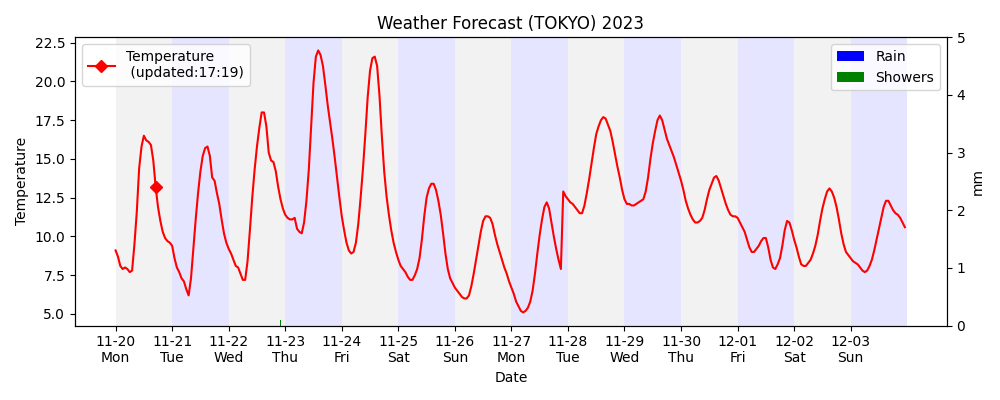 Weather Forecast (TOKYO) 2023
Temperature
(updated:17:19)
Rain
Showers
22.5
20.0
17.5
15.0
12.5
10.0
7.5
5.0
Temperature
5
4
3
2
1
0
mm
11-20 11-21 11-22 11-23 11-24 11-25 11-26 11-27 11-28 11-29 11-30 12-01 12-02 12-03
Mon Tue Wed Thu Fri Sat Sun Mon Tue Wed Thu Fri Sat Sun
Date